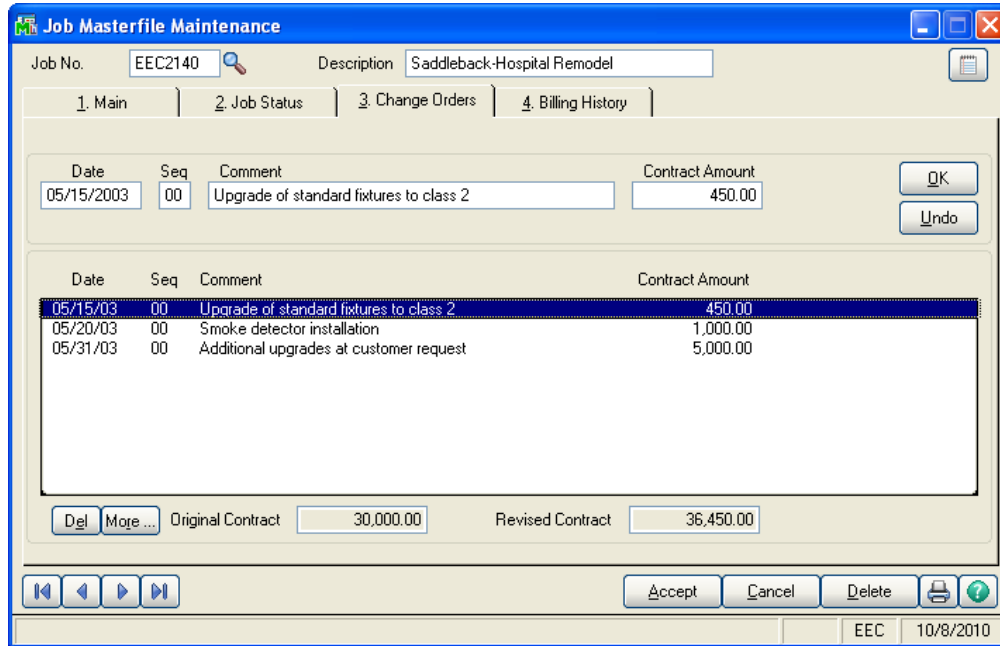 Job Masterfile Maintenance
Job No. EEC2140 Description Saddleback-Hospital Remodel
1. Main 2. Job Status 3. Change Orders 4. Billing History
Date Seq Comment Contract Amount
05/15/2003 00 Upgrade of standard fixtures to class 2 450.00
OK
Undo
Date Seq Comment Contract Amount
05/15/03 00 Upgrade of standard fixtures to class 2 450.00
05/20/03 00 Smoke detector installation 1,000.00
05/31/03 00 Additional upgrades at customer request 5,000.00
Del More ... Original Contract 30,000.00 Revised Contract 36,450.00
Accept Cancel Delete
EEC 10/8/2010